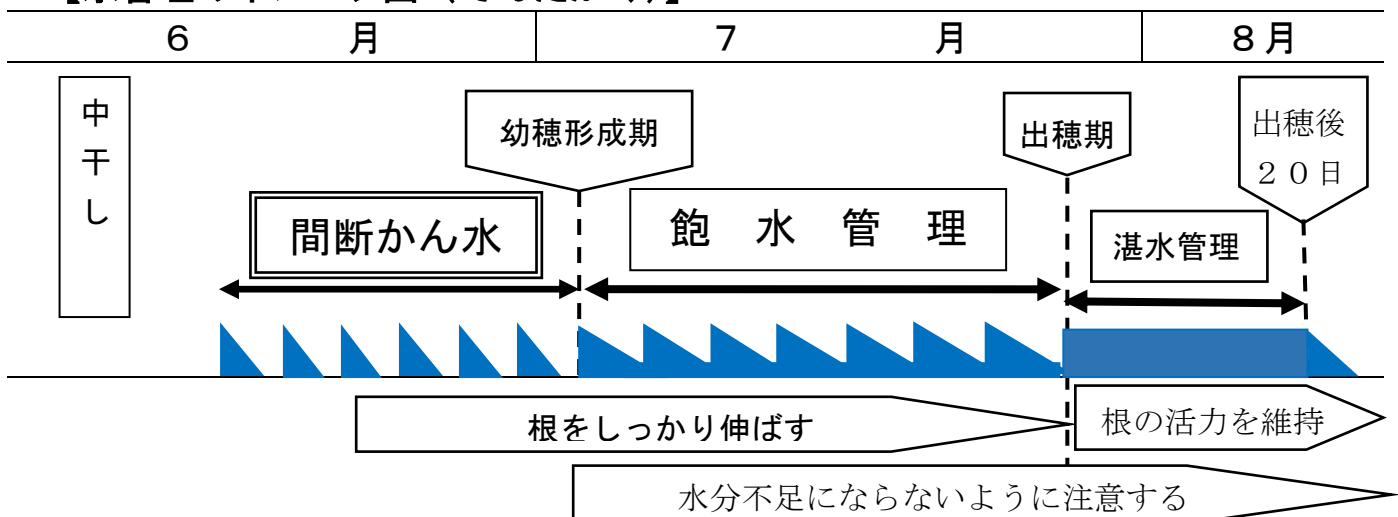 ６月
７月
８月
中干し
幼穂形成期
出穂期
出穂後
２０日
間断かん水
飽水管理
湛水管理
根をしっかり伸ばす
根の活力を維持
水分不足にならないように注意する